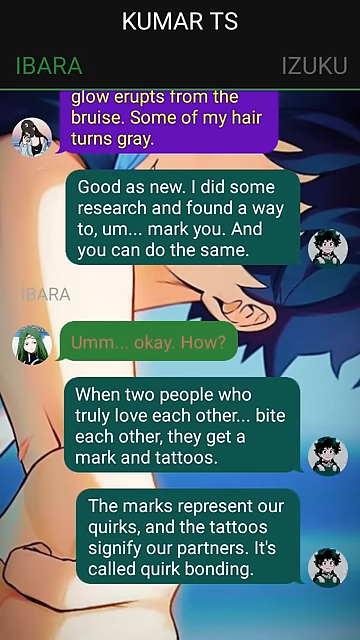 KUMAR TS
IBARA
IZUKU
glow erupts from the
bruise. Some of my hair
turns gray.
Good as new. I did some
research and found a way
to, um... mark you. And
you can do the same.
IBARA
Umm... okay. How?
When two people who
truly love each other... bite
each other, they get a
mark and tattoos.
The marks represent our
quirks, and the tattoos
signify our partners. It's
called quirk bonding.